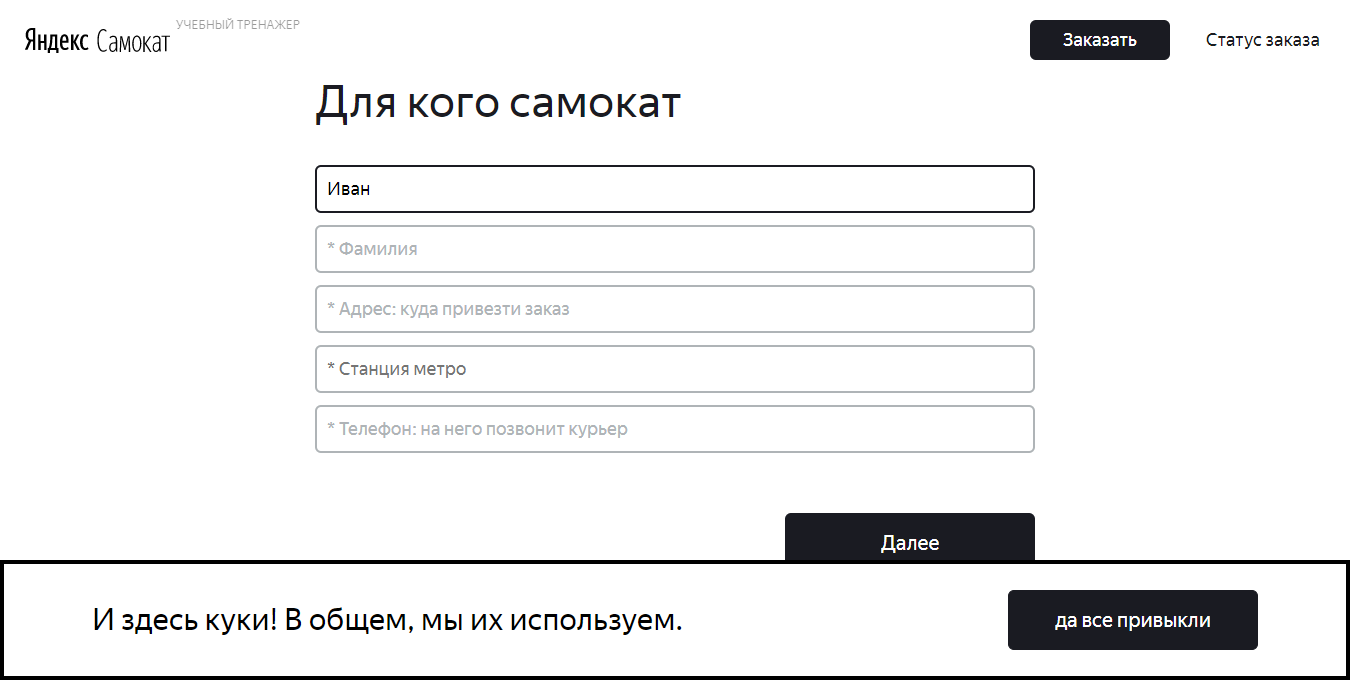 Яндекс Самокат
УЧЕБНЫЙ ТРЕНАЖЕР
Заказать
Статус заказа
Для кого самокат
Иван
* Фамилия
* Адрес: куда привезти заказ
* Станция метро
* Телефон: на него позвонит курьер
Далее
И здесь куки! В общем, мы их используем.
да все привыкли